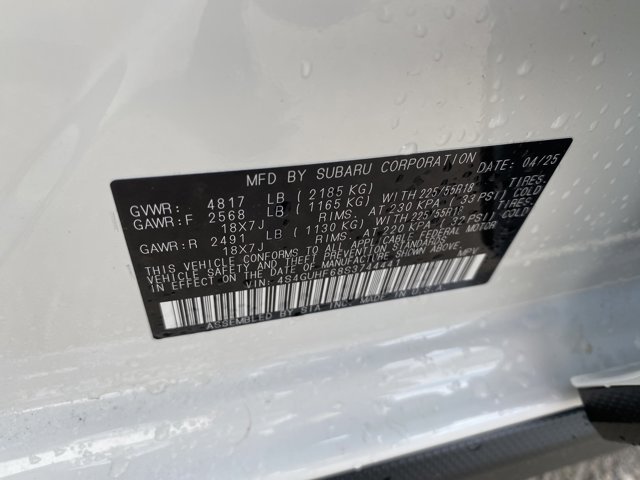 MFD BY SUBARU CORPORATION DATE: 04/25
GVWR: 4817 LB (2185 KG)
GAWR:F 2568 LB (1165 KG) WITH 225/55R18 TIRES,
18X7J RIMS, AT 230 KPA (33 PSI) COLD
GAWR:R 2491 LB (1130 KG) WITH 225/55R18 TIRES,
18X7J RIMS, AT 220 KPA (32 PSI) COLD
THIS VEHICLE CONFORMS TO ALL APPLICABLE FEDERAL MOTOR
VEHICLE SAFETY AND THEFT PREVENTION STANDARDS IN EFFECT
ON THE DATE OF MANUFACTURE SHOWN ABOVE.
VIN: 4S4GUHF68S3744441 MPV
ASSEMBLED BY SIA INC. MADE IN U.S.A